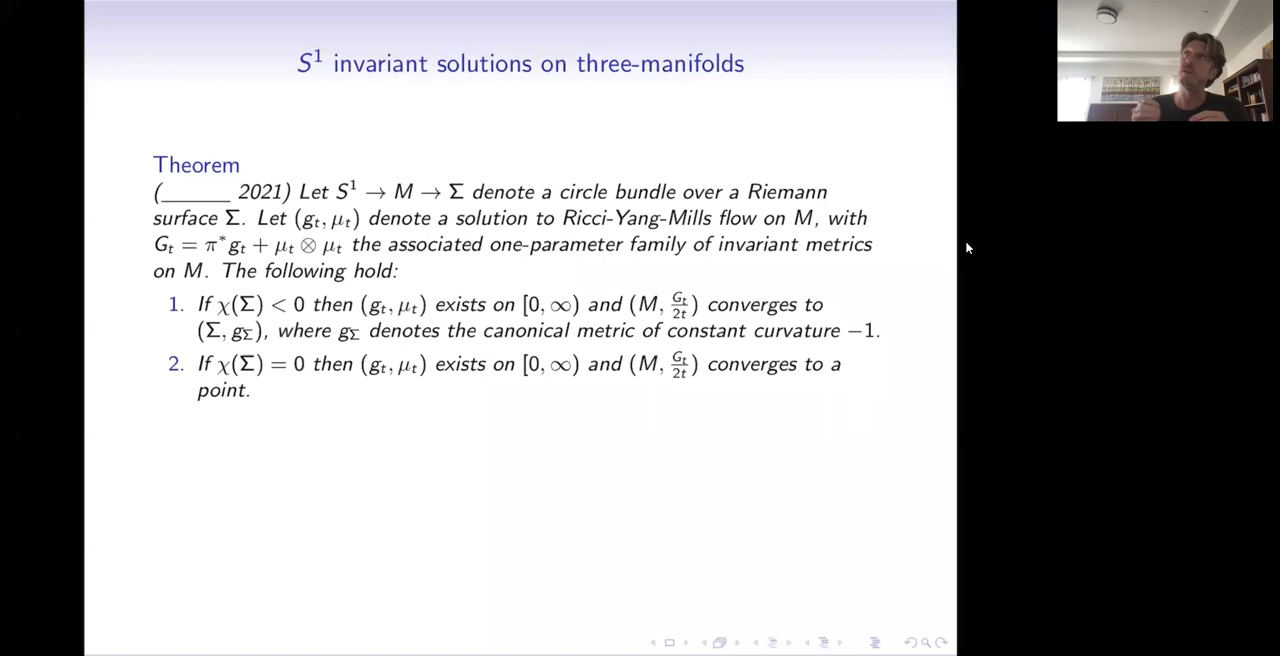 S¹ invariant solutions on three-manifolds
Theorem
(______ 2021) Let S¹ → M → Σ denote a circle bundle over a Riemann
surface Σ. Let (gₜ, μₜ) denote a solution to Ricci-Yang-Mills flow on M, with
Gₜ = π*gₜ + μₜ ⊗ μₜ the associated one-parameter family of invariant metrics
on M. The following hold:
1. If χ(Σ) < 0 then (gₜ, μₜ) exists on [0, ∞) and (M, Gₜ/2t) converges to
(Σ, g_Σ), where g_Σ denotes the canonical metric of constant curvature −1.
2. If χ(Σ) = 0 then (gₜ, μₜ) exists on [0, ∞) and (M, Gₜ/2t) converges to a
point.